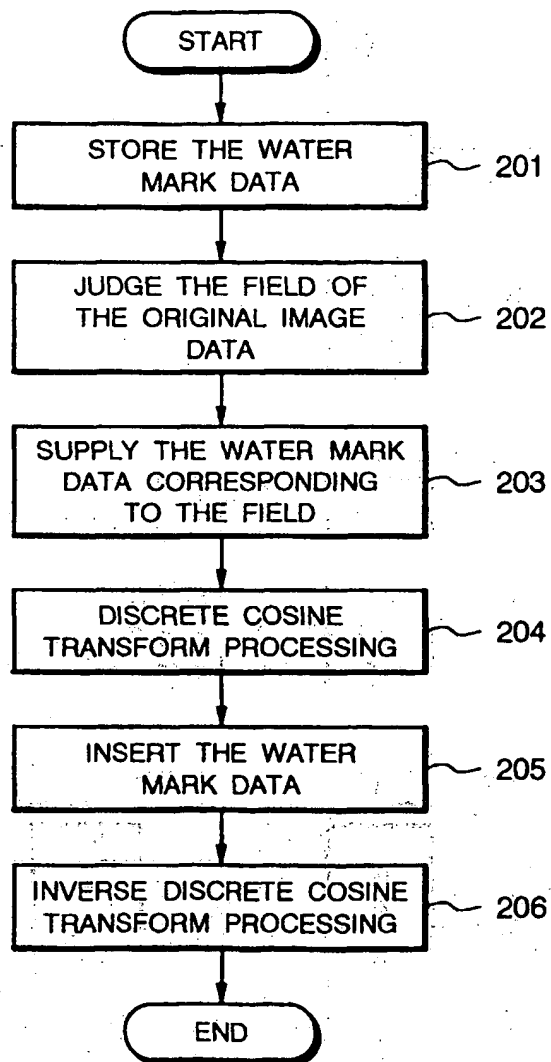 START
STORE THE WATER
MARK DATA
201
JUDGE THE FIELD OF
THE ORIGINAL IMAGE
DATA
202
SUPPLY THE WATER MARK
DATA CORRESPONDING
TO THE FIELD
203
DISCRETE COSINE
TRANSFORM PROCESSING
204
INSERT THE WATER
MARK DATA
205
INVERSE DISCRETE COSINE
TRANSFORM PROCESSING
206
END